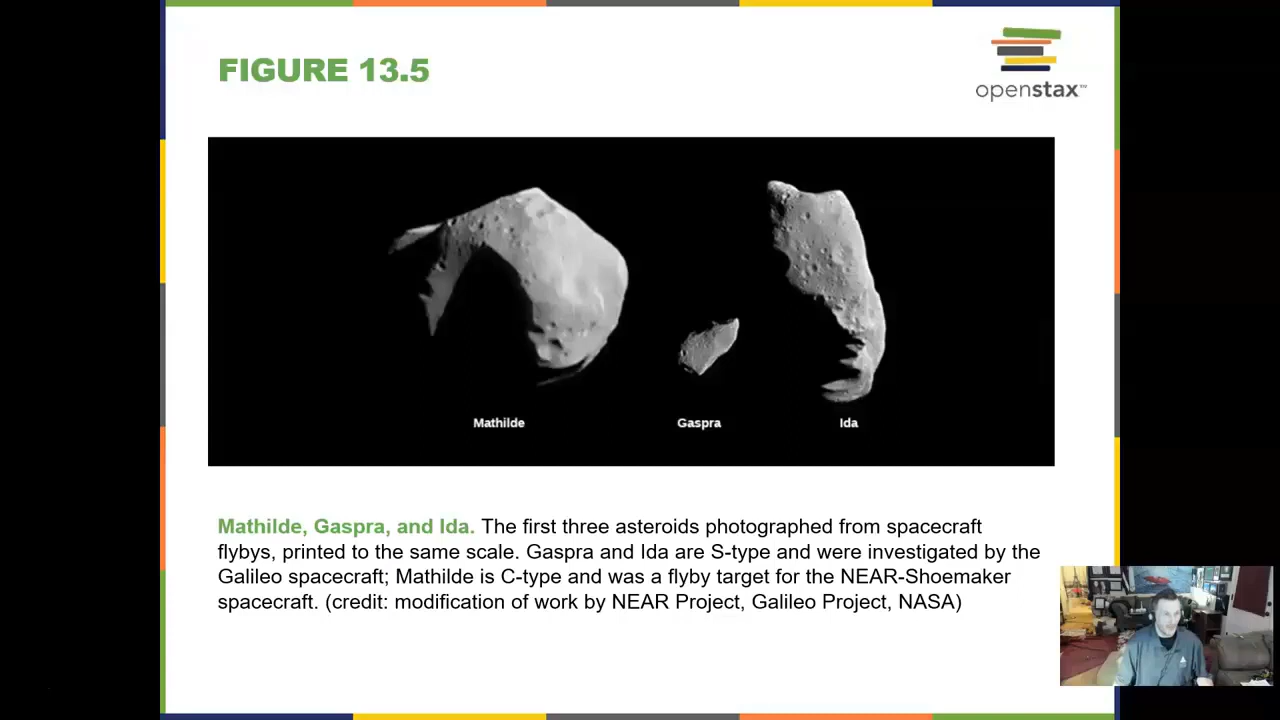 FIGURE 13.5
openstax™
Mathilde
Gaspra
Ida
Mathilde, Gaspra, and Ida. The first three asteroids photographed from spacecraft
flybys, printed to the same scale. Gaspra and Ida are S-type and were investigated by the
Galileo spacecraft; Mathilde is C-type and was a flyby target for the NEAR-Shoemaker
spacecraft. (credit: modification of work by NEAR Project, Galileo Project, NASA)